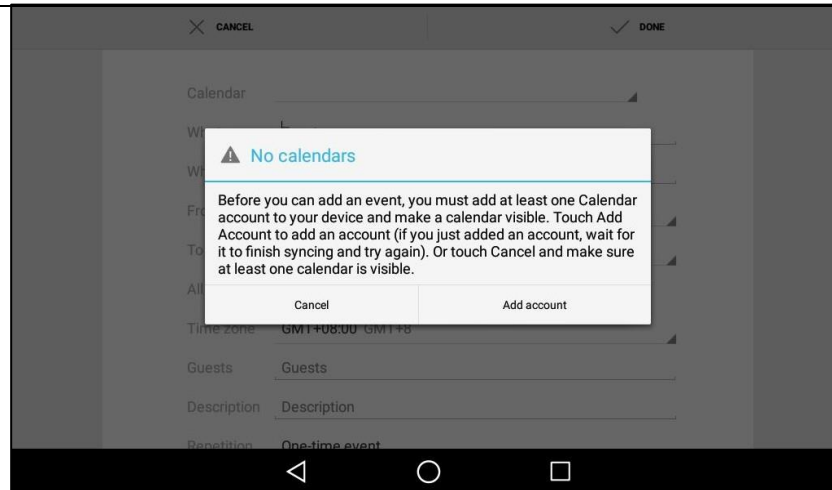 CANCEL
DONE
Calendar
No calendars
Before you can add an event, you must add at least one Calendar
account to your device and make a calendar visible. Touch Add
Account to add an account (if you just added an account, wait for
it to finish syncing and try again). Or touch Cancel and make sure
at least one calendar is visible.
Cancel
Add account
Time zone GMT+08:00 GMT+8
Guests Guests
Description Description
Repetition One-time event